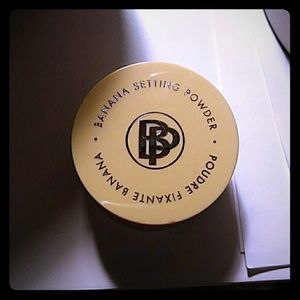 • BANANA SETTING POWDER
• POUDRE FIXANTE BANANA
BP